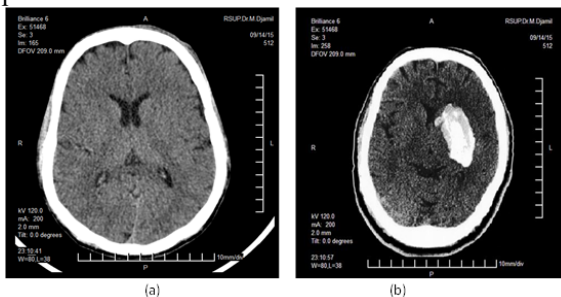 Brilliance 6
Ex: 51468
Se: 3
Im: 165
DFOV 209.0 mm
A
RSUP.Dr.M.Djamil
09/14/15
512
R
L
kV 120.0
mA: 200
2.0 mm
Tilt: 0.0 degrees
23:10:41
W=80,L=38
P
10mm/div
(a)
Brilliance 6
Ex: 51468
Se: 3
Im: 258
DFOV 209.0 mm
A
RSUP.Dr.M.Djamil
09/14/15
512
R
L
kV 120.0
mA: 200
2.0 mm
Tilt: 0.0 degrees
23:10:57
W=80,L=38
P
10mm/div
(b)